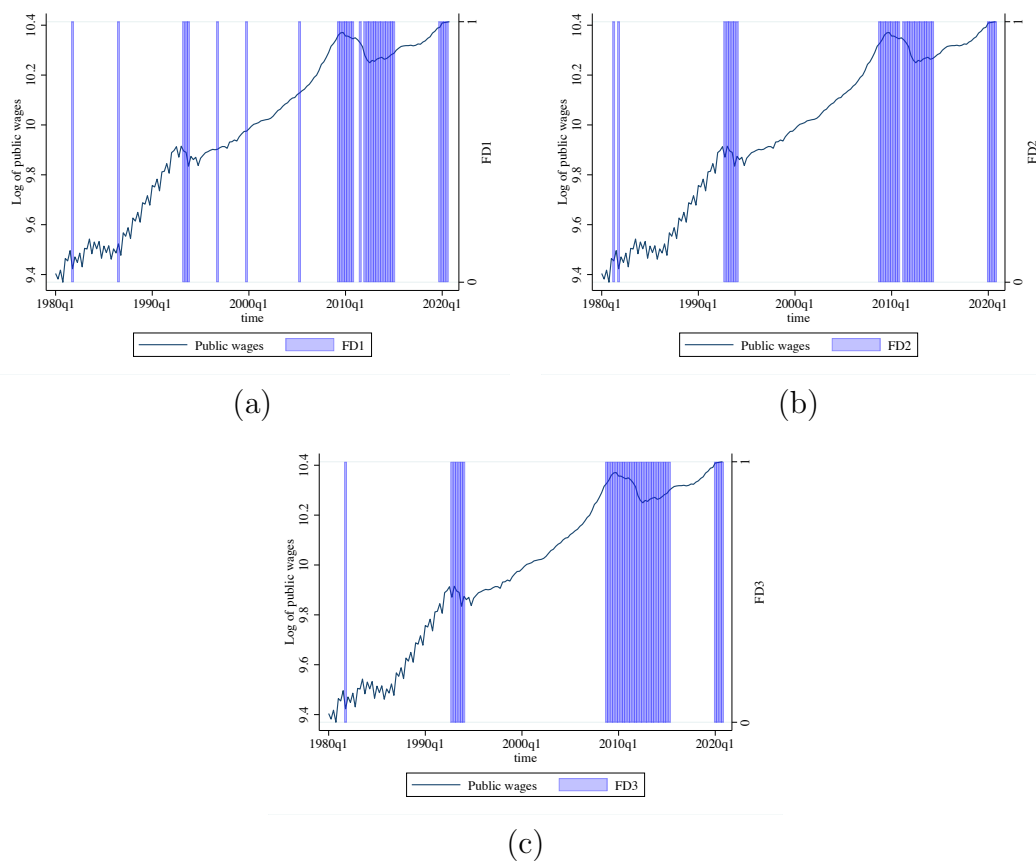 10.4
10.2
10
9.8
9.6
9.4
Log of public wages
1
0
FD1
1980q1 1990q1 2000q1 2010q1 2020q1
time
Public wages FD1
(a)
10.4
10.2
10
9.8
9.6
9.4
Log of public wages
1
0
FD2
1980q1 1990q1 2000q1 2010q1 2020q1
time
Public wages FD2
(b)
10.4
10.2
10
9.8
9.6
9.4
Log of public wages
1
0
FD3
1980q1 1990q1 2000q1 2010q1 2020q1
time
Public wages FD3
(c)